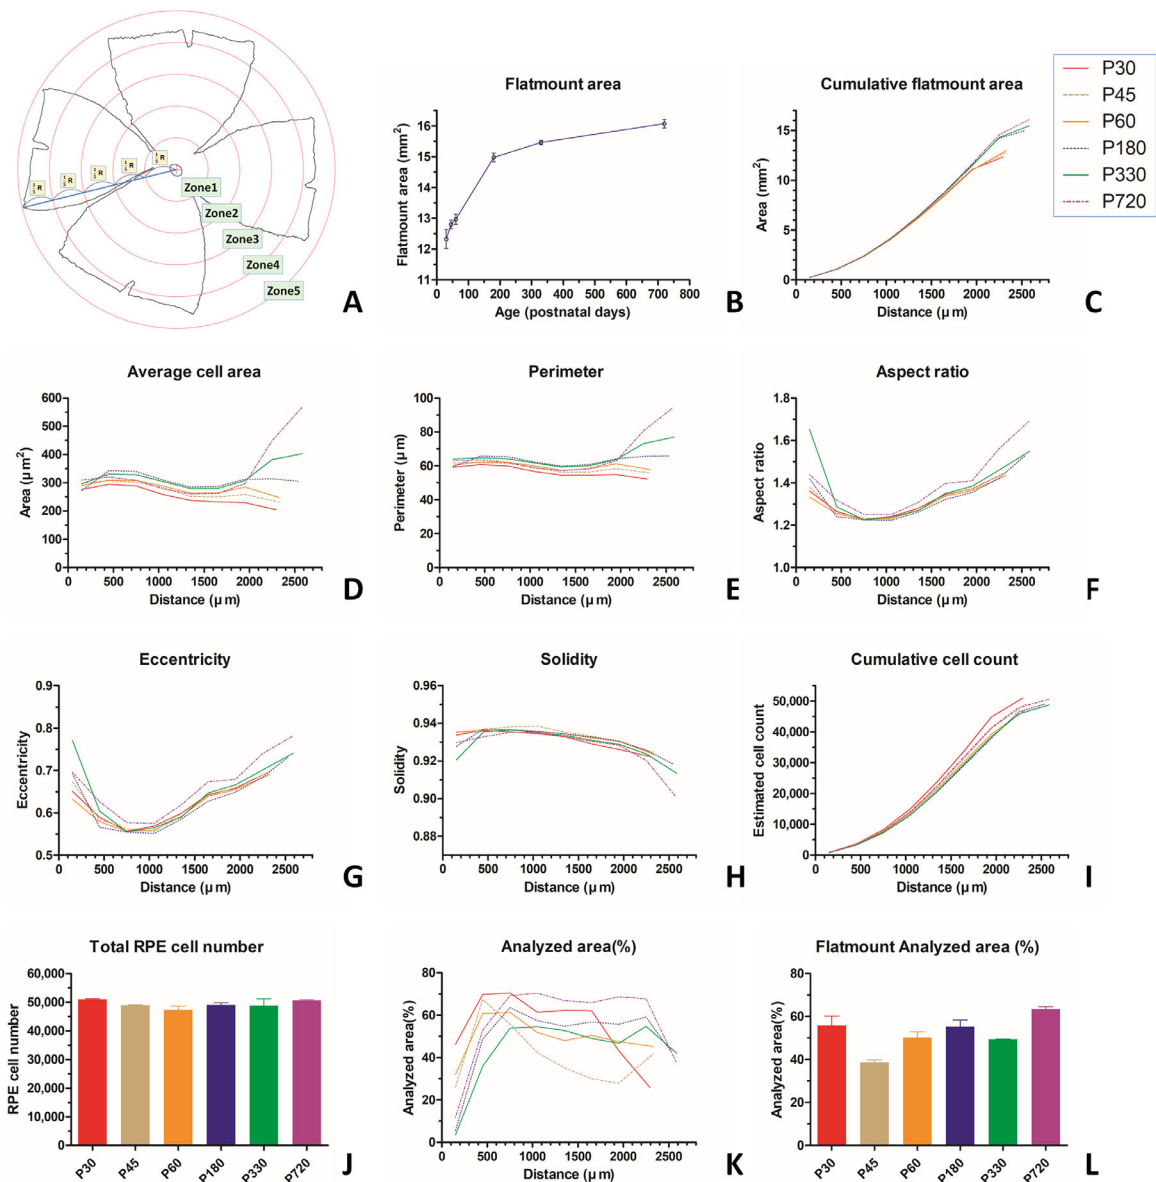 1/5 R
1/5 R
1/5 R
1/5 R
1/5 R
Zone1
Zone2
Zone3
Zone4
Zone5
A
Flatmount area
Flatmount area (mm²)
16
15
14
13
12
11
0 100 200 300 400 500 600 700 800
Age (postnatal days)
B
Cumulative flatmount area
Area (mm²)
15
10
5
0
0 500 1000 1500 2000 2500
Distance (µm)
C
P30
P45
P60
P180
P330
P720
Average cell area
Area (µm²)
600
500
400
300
200
100
0
0 500 1000 1500 2000 2500
Distance (µm)
D
Perimeter
Perimeter (µm)
100
80
60
40
20
0
0 500 1000 1500 2000 2500
Distance (µm)
E
Aspect ratio
Aspect ratio
1.8
1.6
1.4
1.2
1.0
0 500 1000 1500 2000 2500
Distance (µm)
F
Eccentricity
Eccentricity
0.9
0.8
0.7
0.6
0.5
0 500 1000 1500 2000 2500
Distance (µm)
G
Solidity
Solidity
0.96
0.94
0.92
0.90
0.88
0 500 1000 1500 2000 2500
Distance (µm)
H
Cumulative cell count
Estimated cell count
50,000
40,000
30,000
20,000
10,000
0
0 500 1000 1500 2000 2500
Distance (µm)
I
Total RPE cell number
RPE cell number
60,000
50,000
40,000
30,000
20,000
10,000
0
P30 P45 P60 P180 P330 P720
J
Analyzed area(%)
Analyzed area(%)
80
60
40
20
0
0 500 1000 1500 2000 2500
Distance (µm)
K
Flatmount Analyzed area (%)
Analyzed area(%)
80
60
40
20
0
P30 P45 P60 P180 P330 P720
L